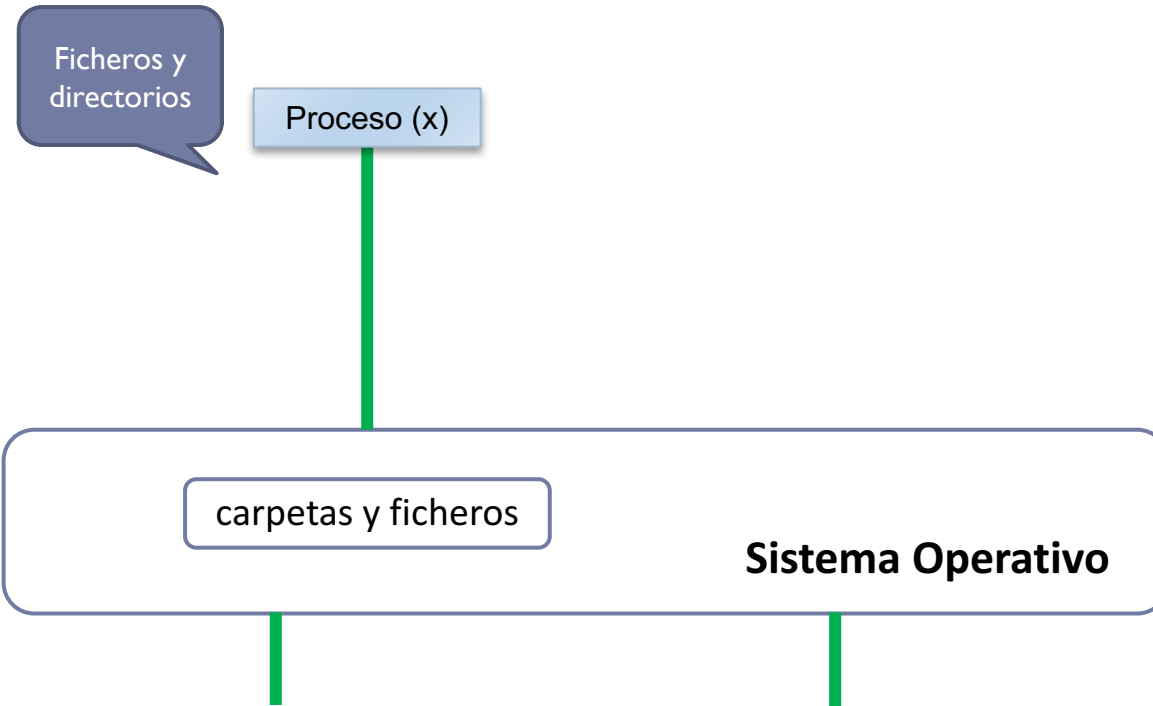 Ficheros y
directorios
Proceso (x)
carpetas y ficheros
Sistema Operativo